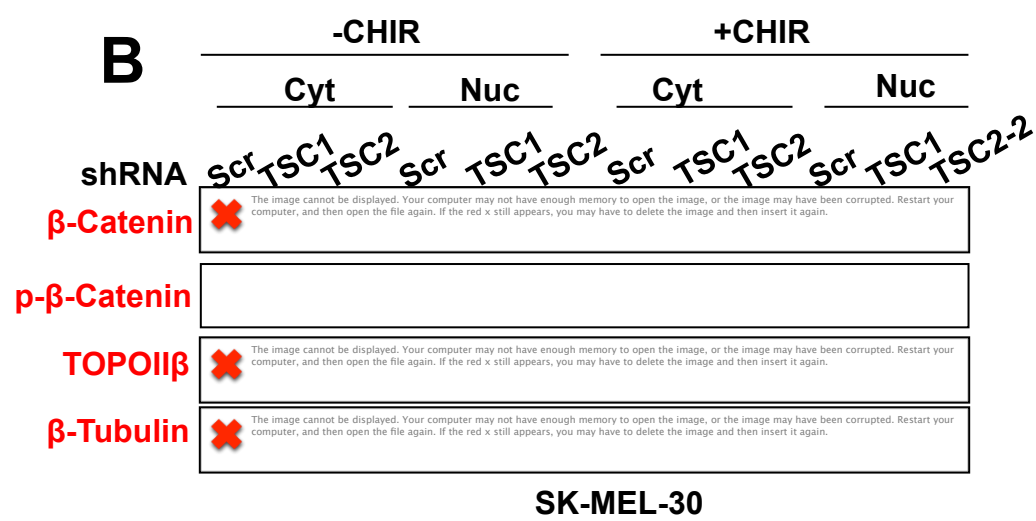 B
-CHIR +CHIR
Cyt Nuc Cyt Nuc
shRNA Scr TSC1 TSC2 Scr TSC1 TSC2 Scr TSC1 TSC2 Scr TSC1 TSC2-2
β-Catenin
The image cannot be displayed. Your computer may not have enough memory to open the image, or the image may have been corrupted. Restart your
computer, and then open the file again. If the red x still appears, you may have to delete the image and then insert it again.
p-β-Catenin
TOPOIIβ
The image cannot be displayed. Your computer may not have enough memory to open the image, or the image may have been corrupted. Restart your
computer, and then open the file again. If the red x still appears, you may have to delete the image and then insert it again.
β-Tubulin
The image cannot be displayed. Your computer may not have enough memory to open the image, or the image may have been corrupted. Restart your
computer, and then open the file again. If the red x still appears, you may have to delete the image and then insert it again.
SK-MEL-30